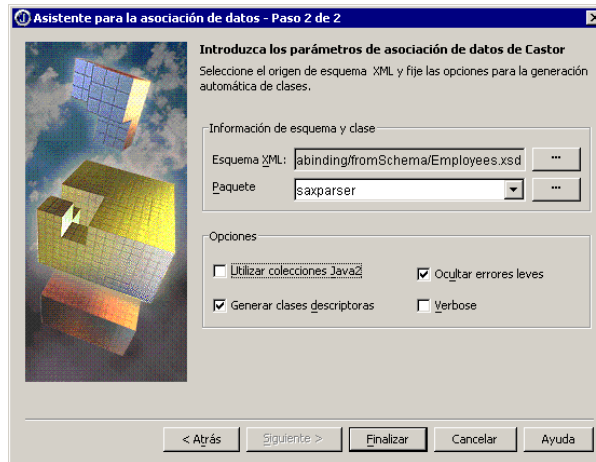 Asistente para la asociación de datos - Paso 2 de 2
Introduzca los parámetros de asociación de datos de Castor
Seleccione el origen de esquema XML y fije las opciones para la generación
automática de clases.
Información de esquema y clase
Esquema XML: abinding/fromSchema/Employees.xsd ...
Paquete saxparser ...
Opciones
Utilizar colecciones Java2 Ocultar errores leves
Generar clases descriptoras Verbose
< Atrás Siguiente > Finalizar Cancelar Ayuda